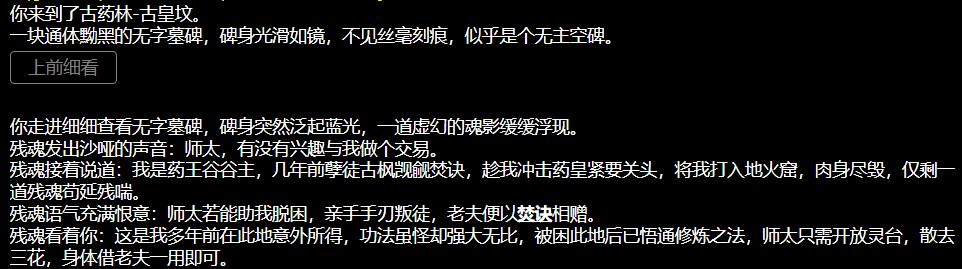 你来到了古药林-古皇坟。
一块通体黝黑的无字墓碑，碑身光滑如镜，不见丝毫刻痕，似乎是个无主空碑。
上前细看
你走进细细查看无字墓碑，碑身突然泛起蓝光，一道虚幻的魂影缓缓浮现。
残魂发出沙哑的声音：师太，有没有兴趣与我做个交易。
残魂接着说道：我是药王谷谷主，几年前孽徒古枫觊觎焚诀，趁我冲击药皇紧要关头，将我打入地火窟，肉身尽毁，仅剩一
道残魂苟延残喘。
残魂语气充满恨意：师太若能助我脱困，亲手手刃叛徒，老夫便以焚诀相赠。
残魂看着你：这是我多年前在此地意外所得，功法虽怪却强大无比，被困此地后已悟通修炼之法，师太只需开放灵台，散去
三花，身体借老夫一用即可。